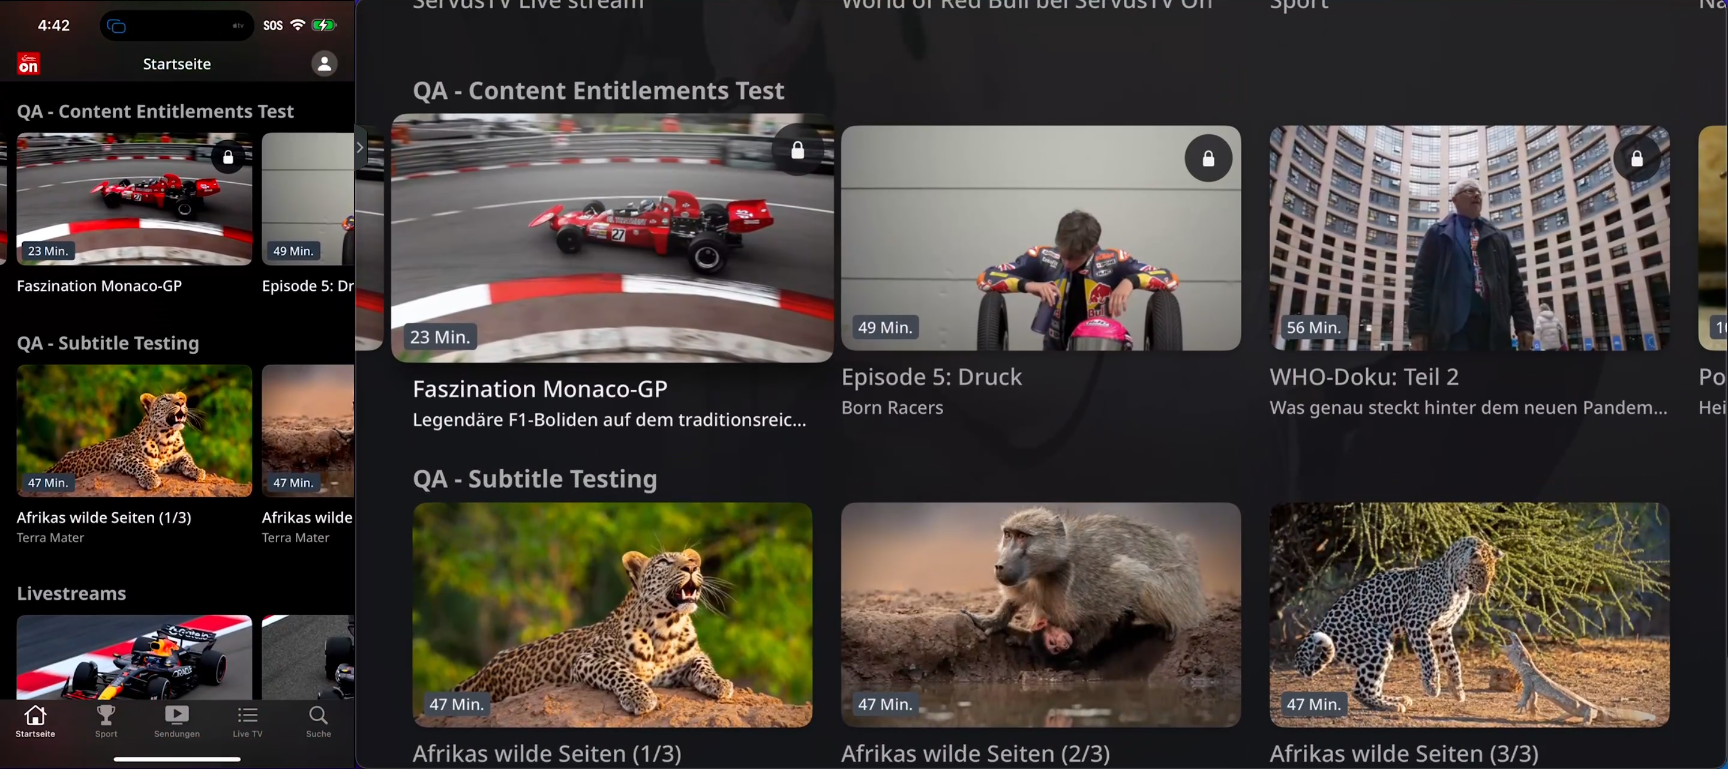 4:42
tv
SOS
on
Startseite
QA - Content Entitlements Test
23 Min.
49 Min.
Faszination Monaco-GP
Episode 5: Dr
QA - Subtitle Testing
47 Min.
47 Min.
Afrikas wilde Seiten (1/3)
Afrikas wilde
Terra Mater
Terra Mater
Livestreams
Startseite
Sport
Sendungen
Live TV
Suche
ServusTV Live stream
World of Red Bull bei ServusTV On
Sport
Na
QA - Content Entitlements Test
27
23 Min.
49 Min.
56 Min.
Faszination Monaco-GP
Episode 5: Druck
WHO-Doku: Teil 2
Po
Legendäre F1-Boliden auf dem traditionsreic...
Born Racers
Was genau steckt hinter dem neuen Pandem...
Hei
QA - Subtitle Testing
47 Min.
47 Min.
47 Min.
Afrikas wilde Seiten (1/3)
Afrikas wilde Seiten (2/3)
Afrikas wilde Seiten (3/3)